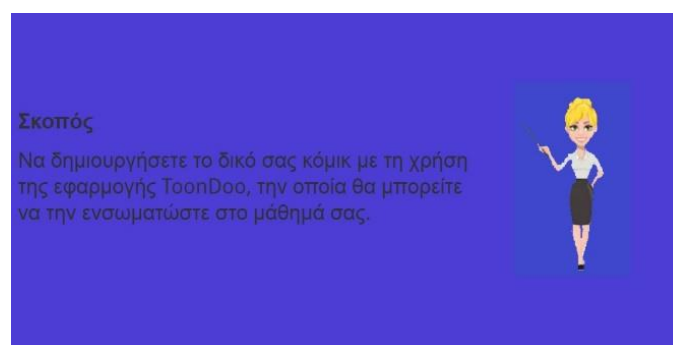 Σκοπός
Να δημιουργήσετε το δικό σας κόμικ με τη χρήση
της εφαρμογής ToonDoo, την οποία θα μπορείτε
να την ενσωματώστε στο μάθημά σας.